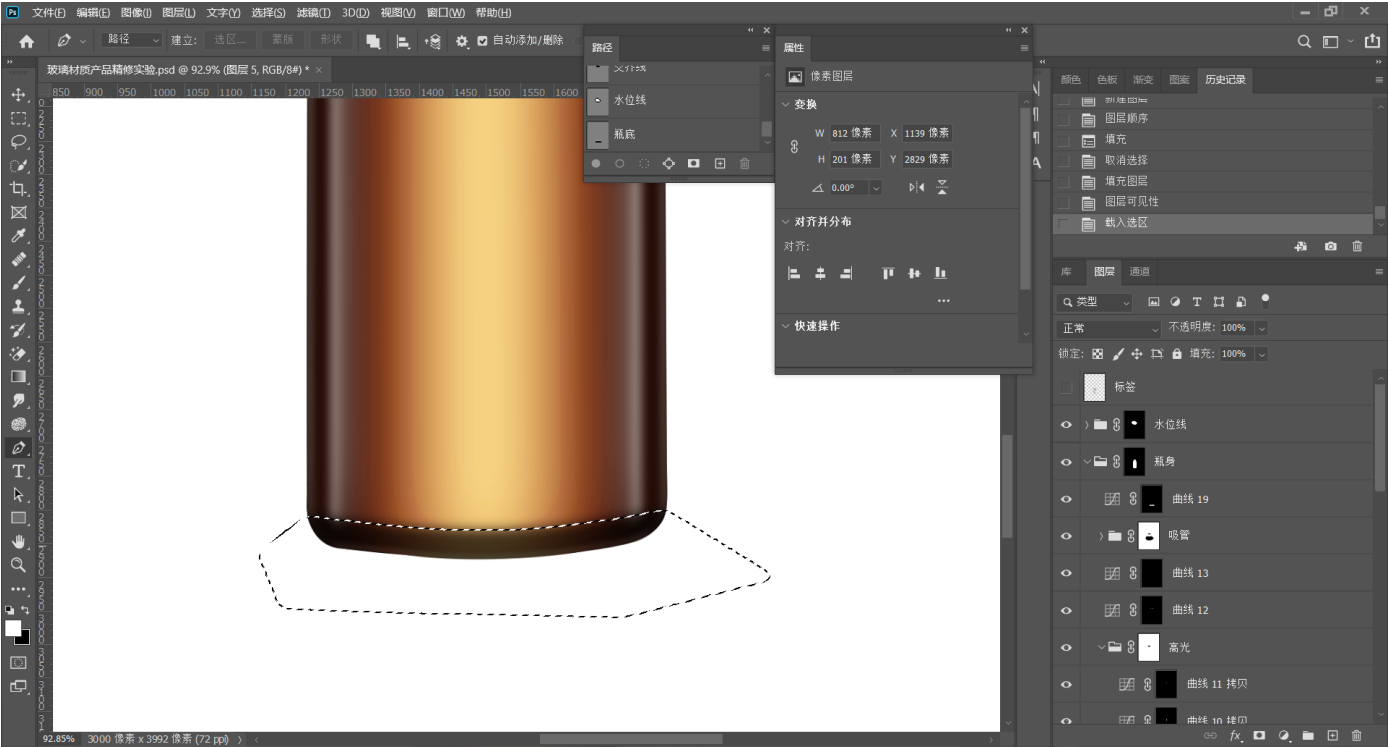 Ps 文件(F) 编辑(E) 图像(I) 图层(L) 文字(Y) 选择(S) 滤镜(T) 3D(D) 视图(V) 窗口(W) 帮助(H)
路径 建立: 选区... 蒙版 形状 自动添加/删除
玻璃材质产品精修实验.psd @ 92.9% (图层 5, RGB/8#) * ×
850 900 950 1000 1050 1100 1150 1200 1250 1300 1350 1400 1450 1500 1550 1600
路径
水位线
瓶底
属性
像素图层
变换
W 812 像素 X 1139 像素
H 201 像素 Y 2829 像素
0.00°
对齐并分布
对齐:
快速操作
颜色 色板 渐变 图案 历史记录
新建图层
图层顺序
填充
取消选择
填充图层
图层可见性
载入选区
库 图层 通道
类型
正常 不透明度: 100%
锁定: 填充: 100%
标签
水位线
瓶身
曲线 19
吸管
曲线 13
曲线 12
高光
曲线 11 拷贝
曲线 10 拷贝
92.85% 3000 像素 x 3992 像素 (72 ppi)